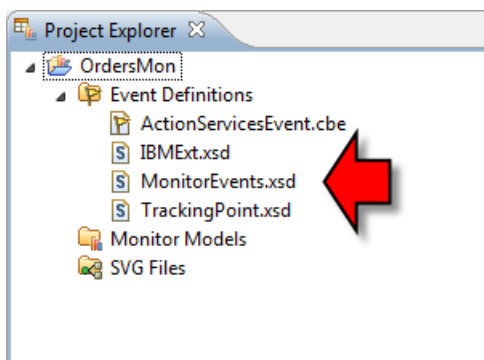 Project Explorer
OrdersMon
Event Definitions
ActionServicesEvent.cbe
IBMExt.xsd
MonitorEvents.xsd
TrackingPoint.xsd
Monitor Models
SVG Files